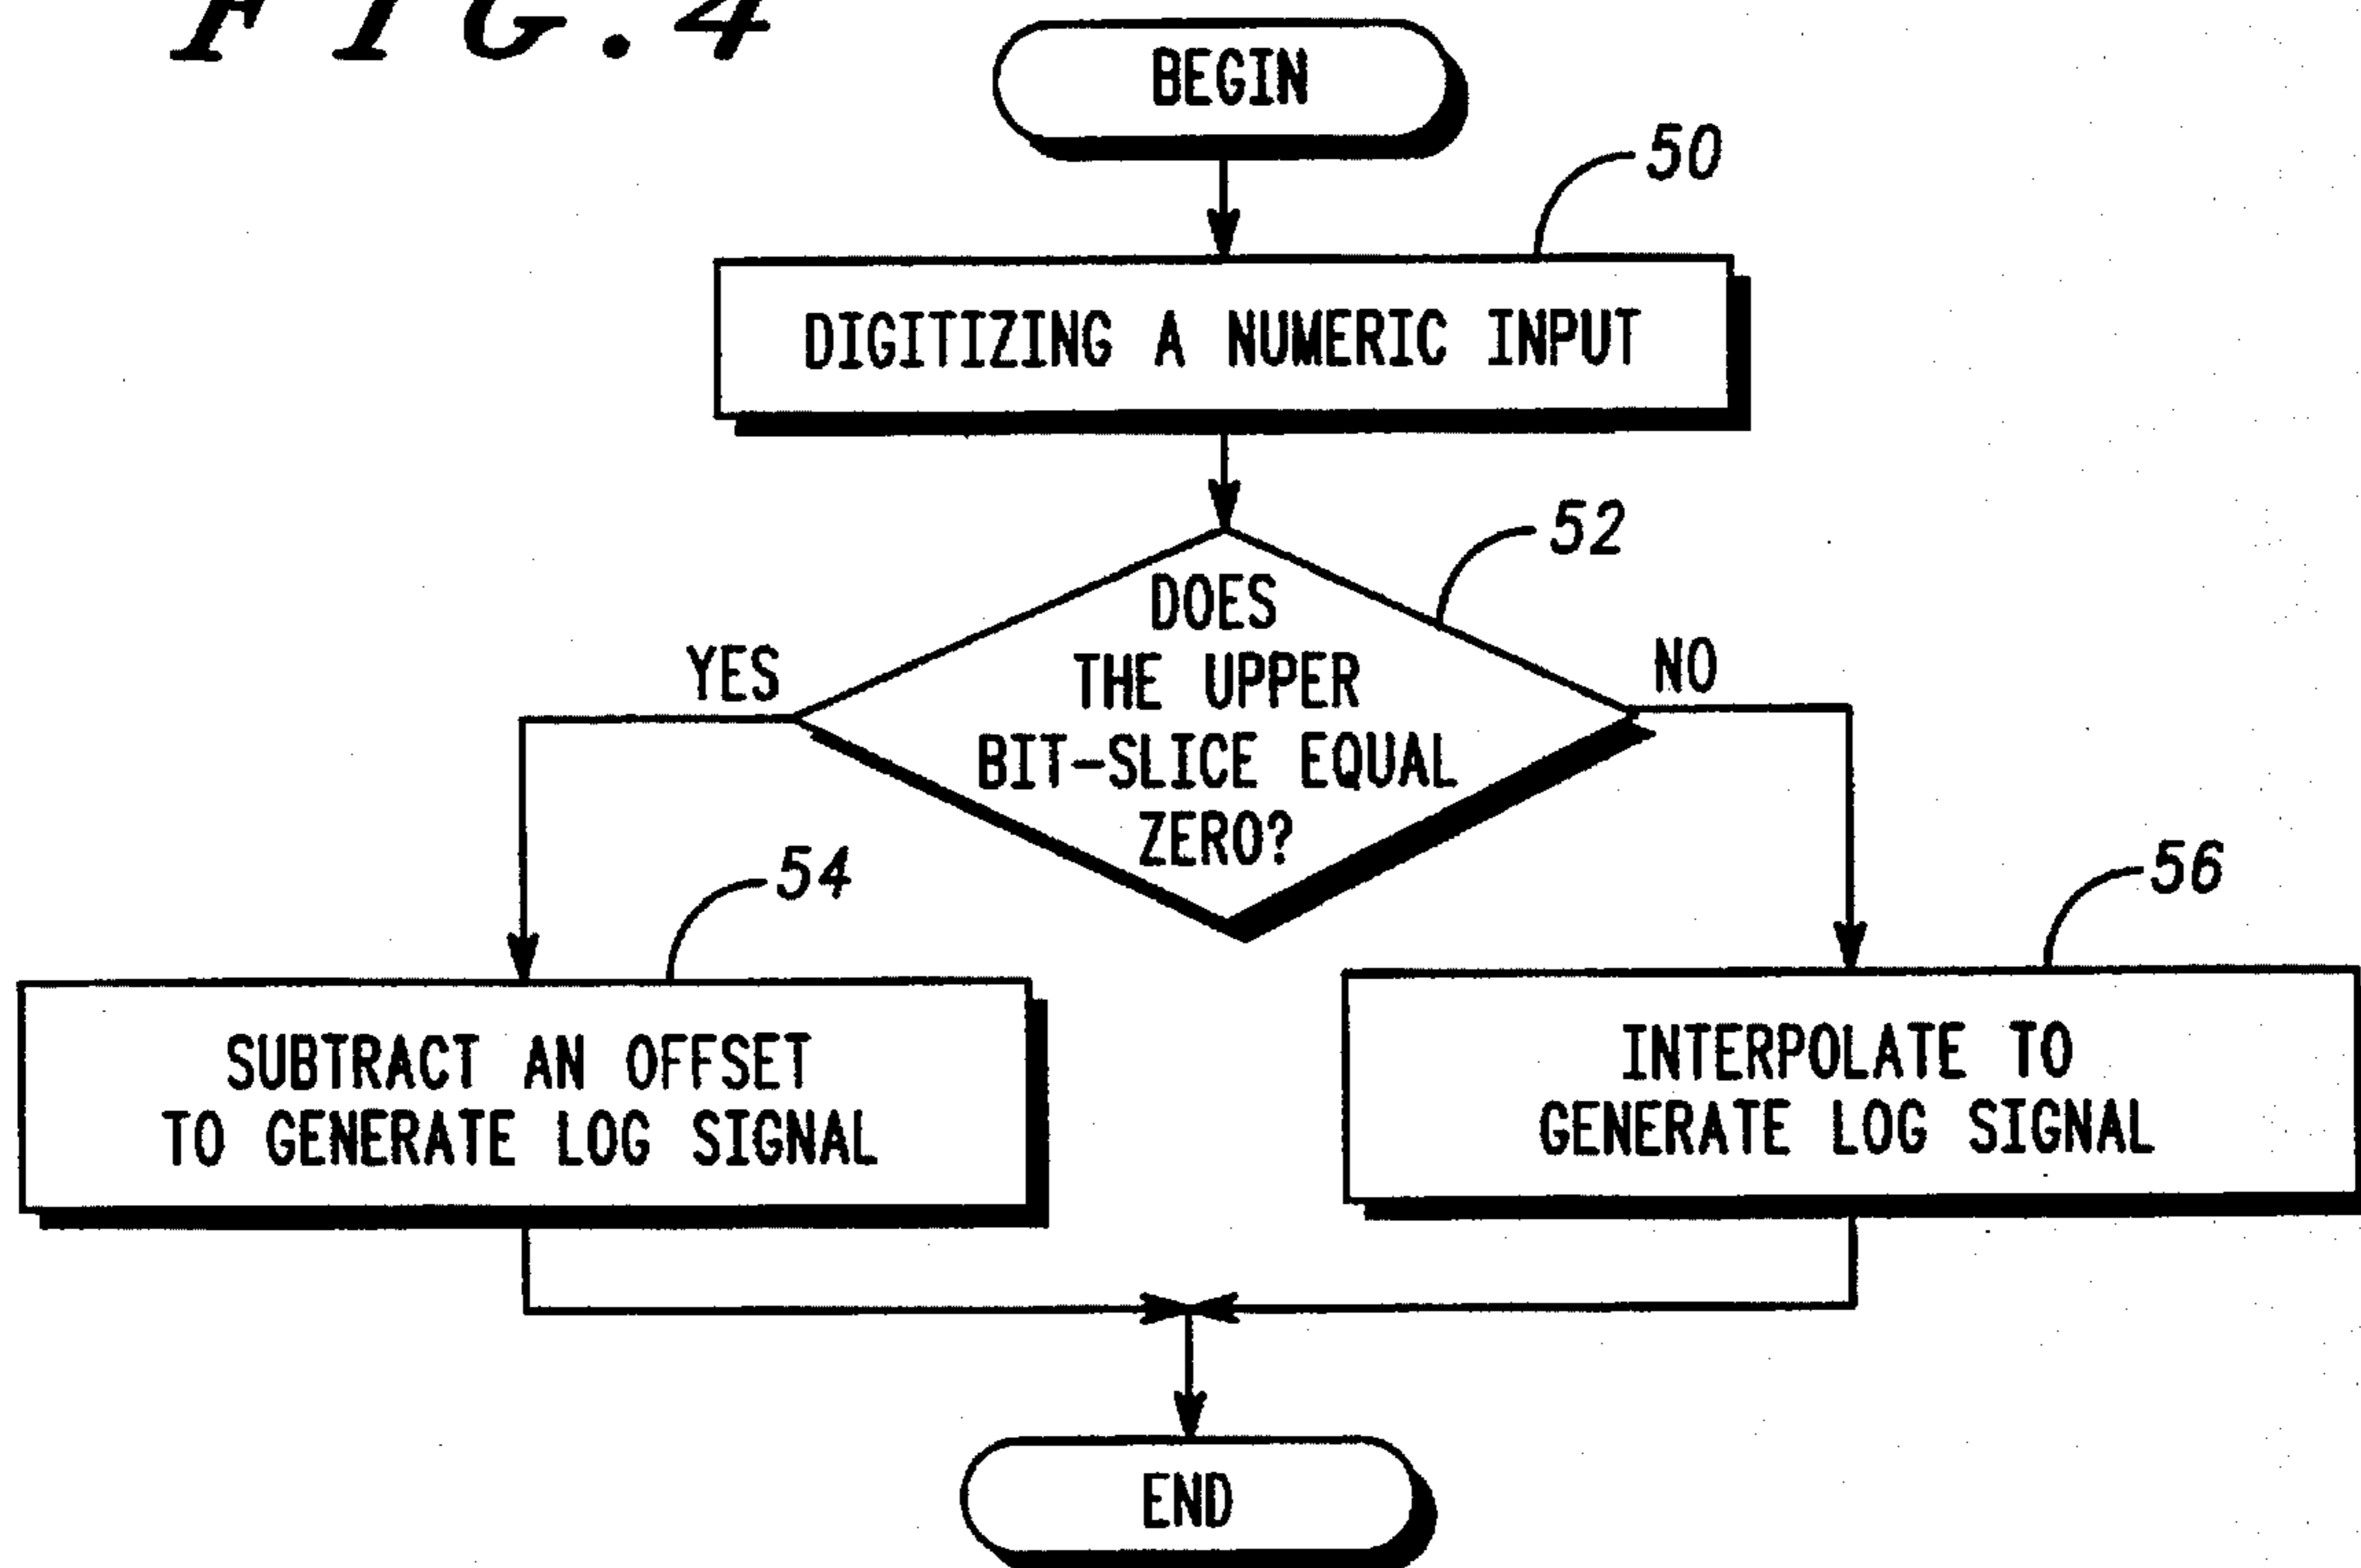 FIG. 4
BEGIN
50
DIGITIZING A NUMERIC INPUT
52
DOES
THE UPPER
BIT-SLICE EQUAL
ZERO?
YES
NO
54
56
SUBTRACT AN OFFSET
TO GENERATE LOG SIGNAL
INTERPOLATE TO
GENERATE LOG SIGNAL
END